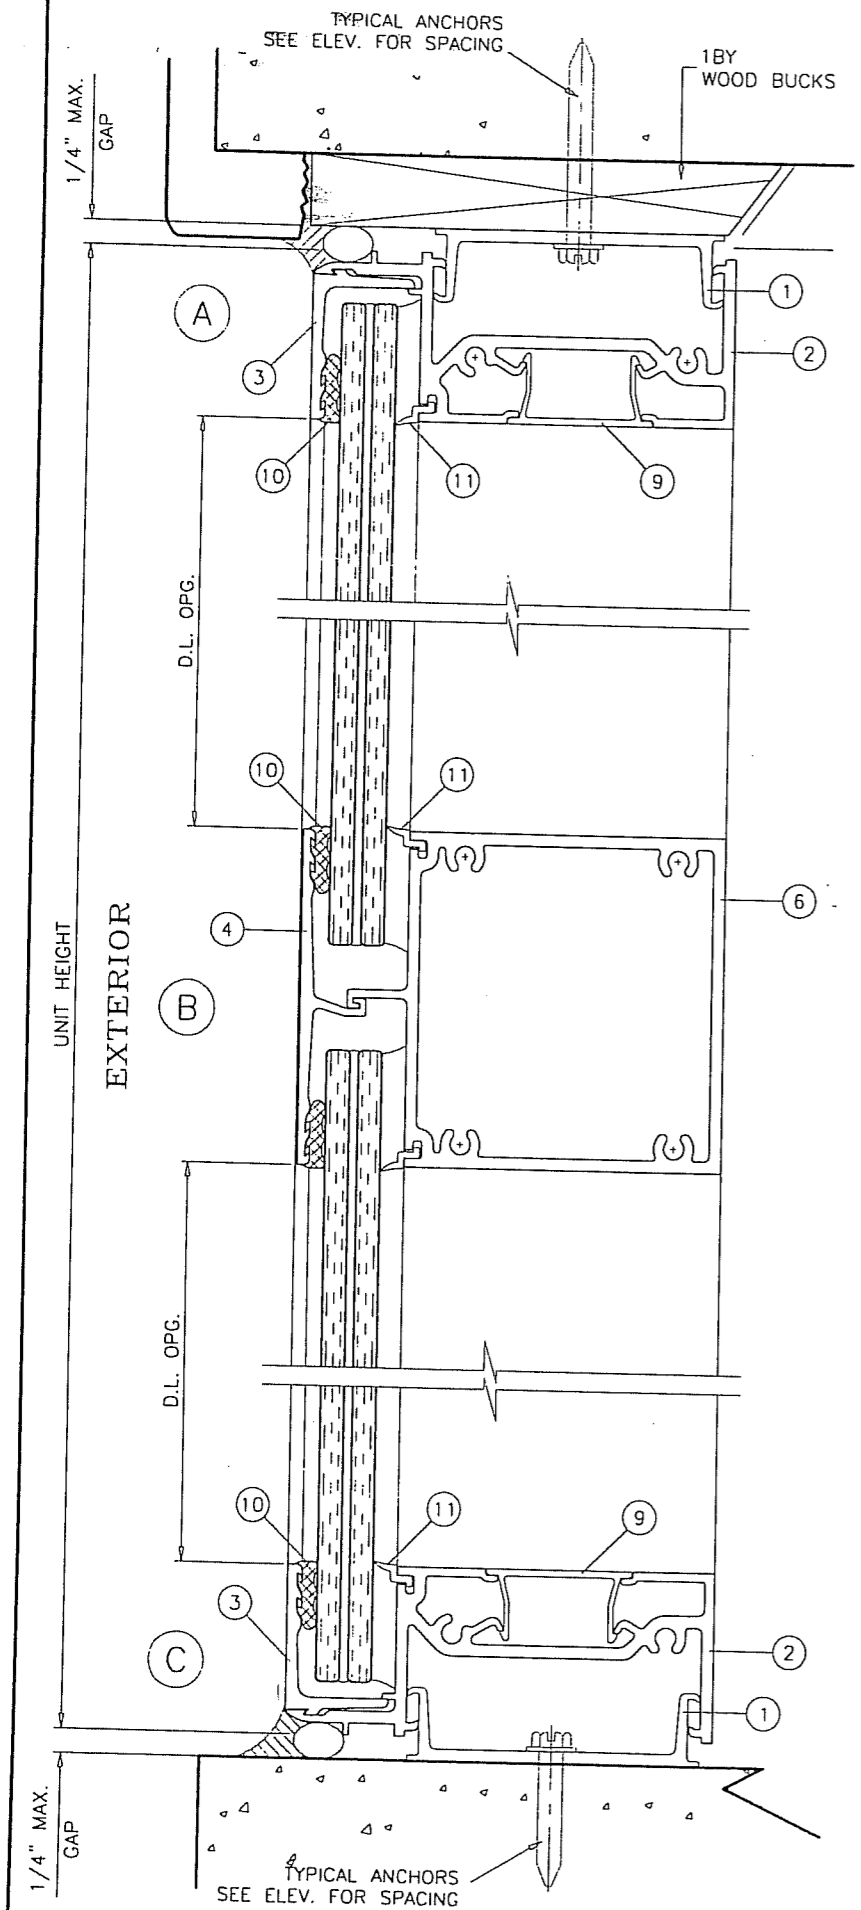 TYPICAL ANCHORS
SEE ELEV. FOR SPACING
1BY
WOOD BUCKS
1/4" MAX.
GAP
1
A
2
3
10
11
9
D.L. OPG.
10
11
6
4
UNIT HEIGHT
EXTERIOR
B
D.L. OPG.
10
11
9
3
C
2
1
1/4" MAX.
GAP
TYPICAL ANCHORS
SEE ELEV. FOR SPACING